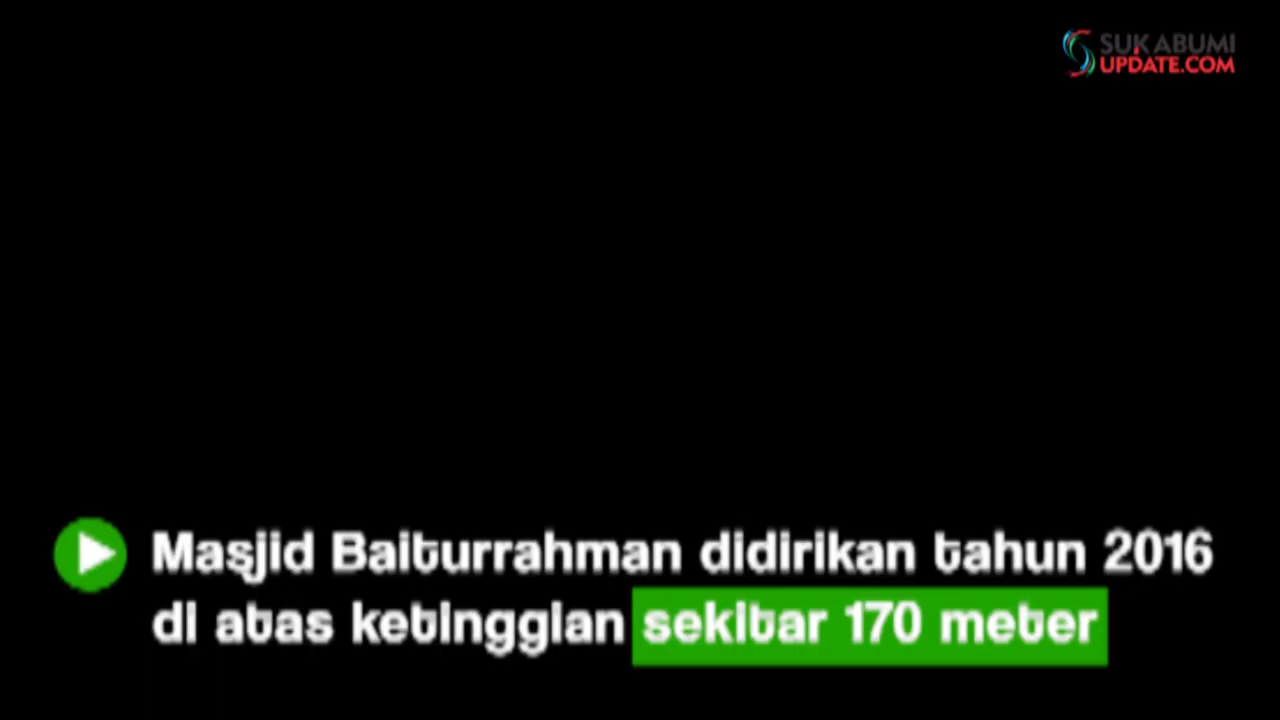 SUKABUMI
UPDATE.COM
Masjid Baiturrahman didirikan tahun 2016
di atas ketinggian sekitar 170 meter